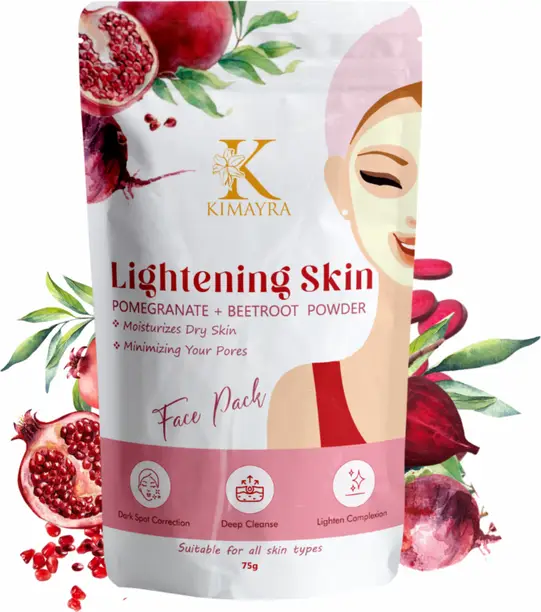 K
KIMAYRA
Lightening Skin
POMEGRANATE + BEETROOT POWDER
❖ Moisturizes Dry Skin
❖ Minimizing Your Pores
Face Pack
Dark Spot Correction
Deep Cleanse
Lighten Complexion
Suitable for all skin types
75g